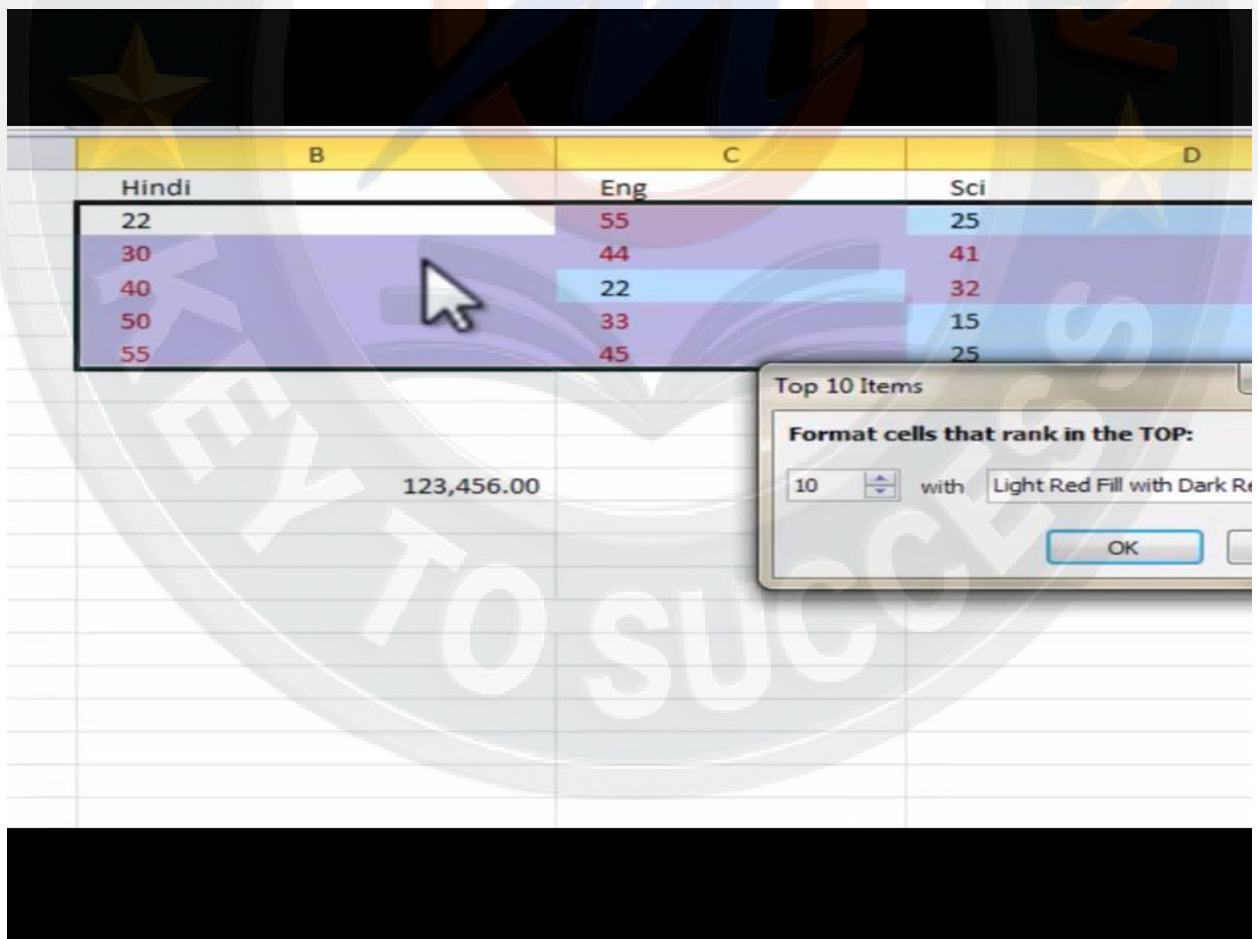 B C D
Hindi Eng Sci
22 55 25
30 44 41
40 22 32
50 33 15
55 45 25
Top 10 Items
Format cells that rank in the TOP:
123,456.00
10 with Light Red Fill with Dark Re
OK
KEY TO SUCCESS